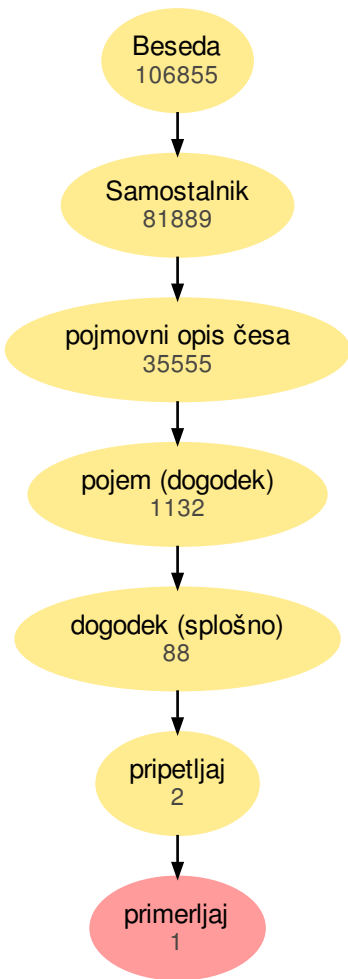 Beseda
106855
Samostalnik
81889
pojmovni opis česa
35555
pojem (dogodek)
1132
dogodek (splošno)
88
pripetljaj
2
primerljaj
1